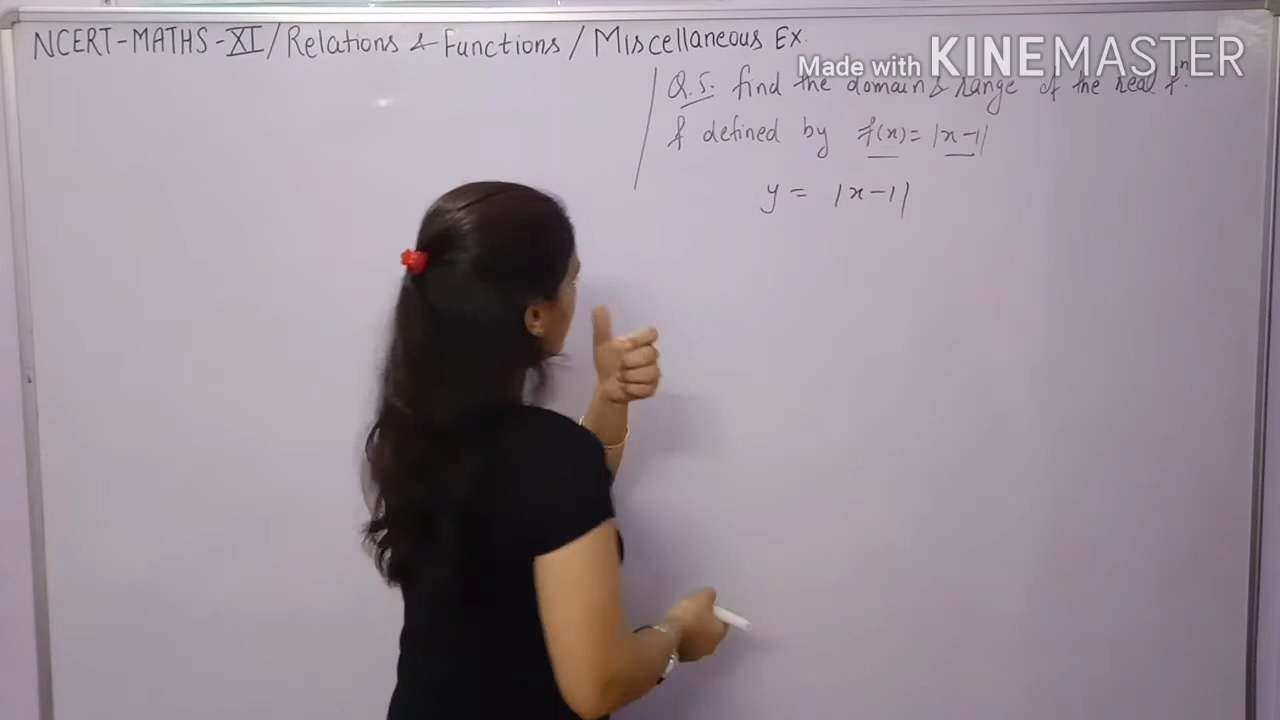 NCERT-MATHS-XI/Relations & Functions/Miscellaneous Ex.
Made with KINEMASTER
Q.5. find the domain & range of the real fⁿ.
f defined by f(x)= |x-1|
y = |x-1|